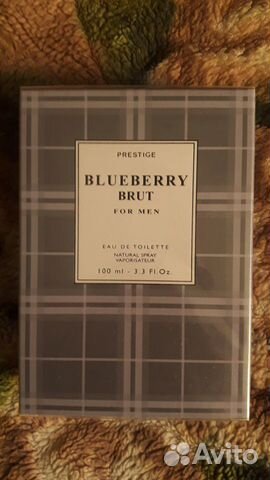 PRESTIGE
BLUEBERRY
BRUT
FOR MEN
EAU DE TOILETTE
NATURAL SPRAY
VAPORISATEUR
100 ml - 3.3 Fl.Oz.
Avito